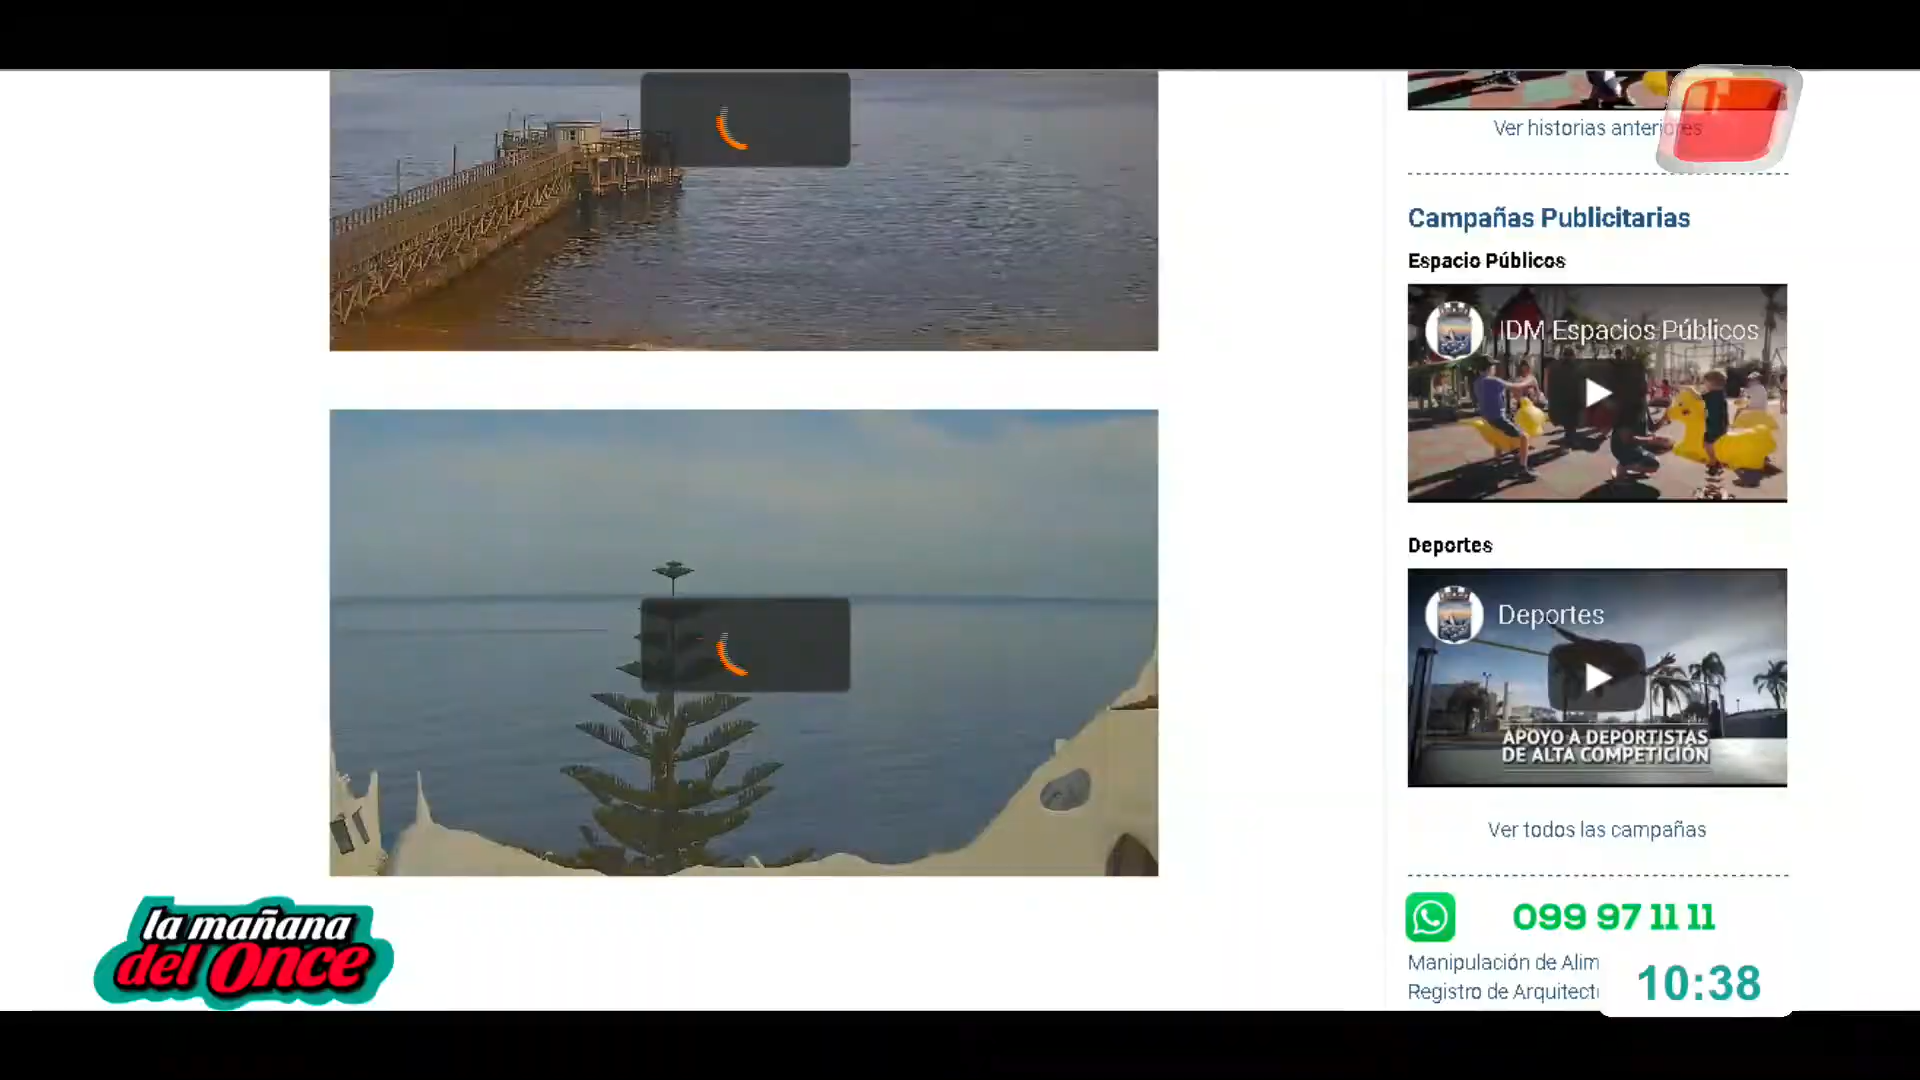 Ver historias anteriores
Campañas Publicitarias
Espacio Públicos
IDM Espacios Públicos
Deportes
Deportes
APOYO A DEPORTISTAS
DE ALTA COMPETICIÓN
Ver todos las campañas
099 97 11 11
Manipulación de Alim
Registro de Arquitect
10:38
la mañana
del Once